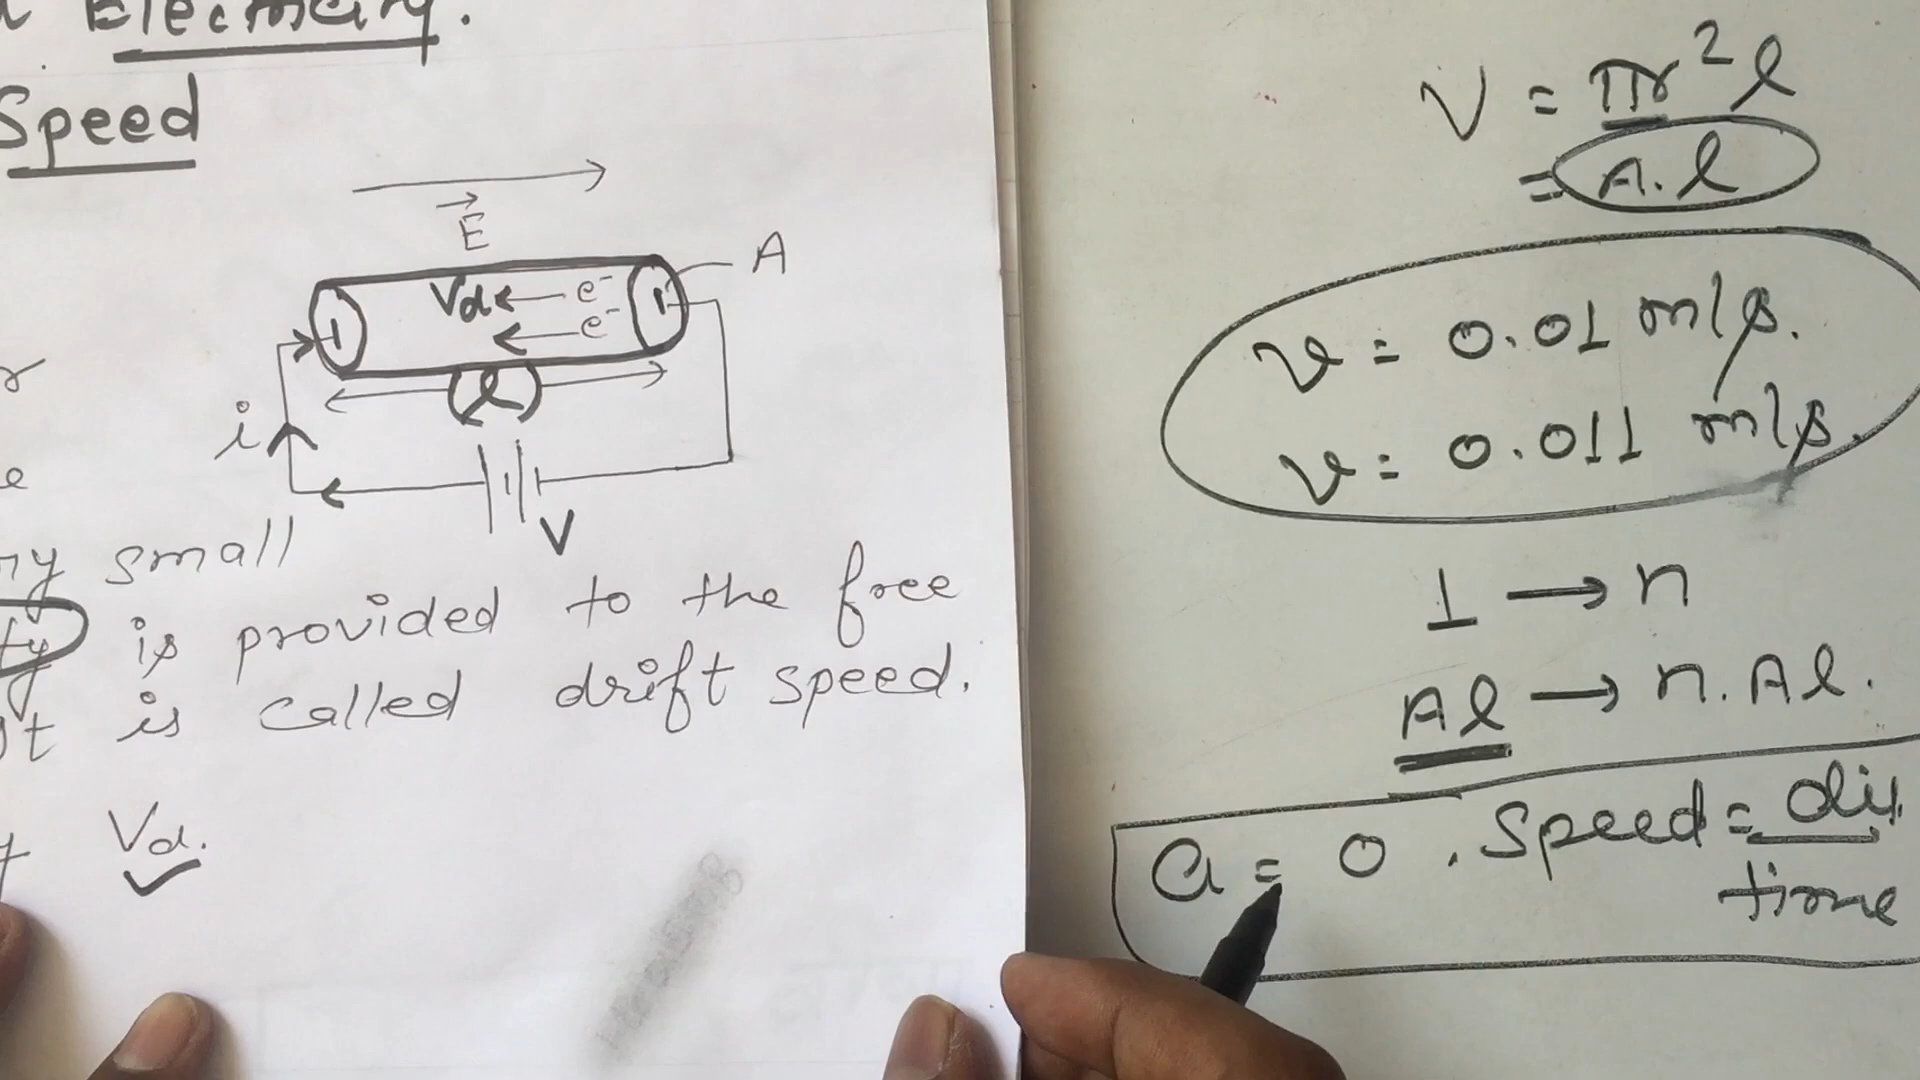 Electricity.
Speed
E
A
Vd e-
e-
l
i
V
small
is provided to the free
is called drift speed.
Vd.
V = πr²l
= A.l
v = 0.01 m/s.
v = 0.011 m/s.
1 → n
Al → n.Al.
a = 0 . Speed = dis
time